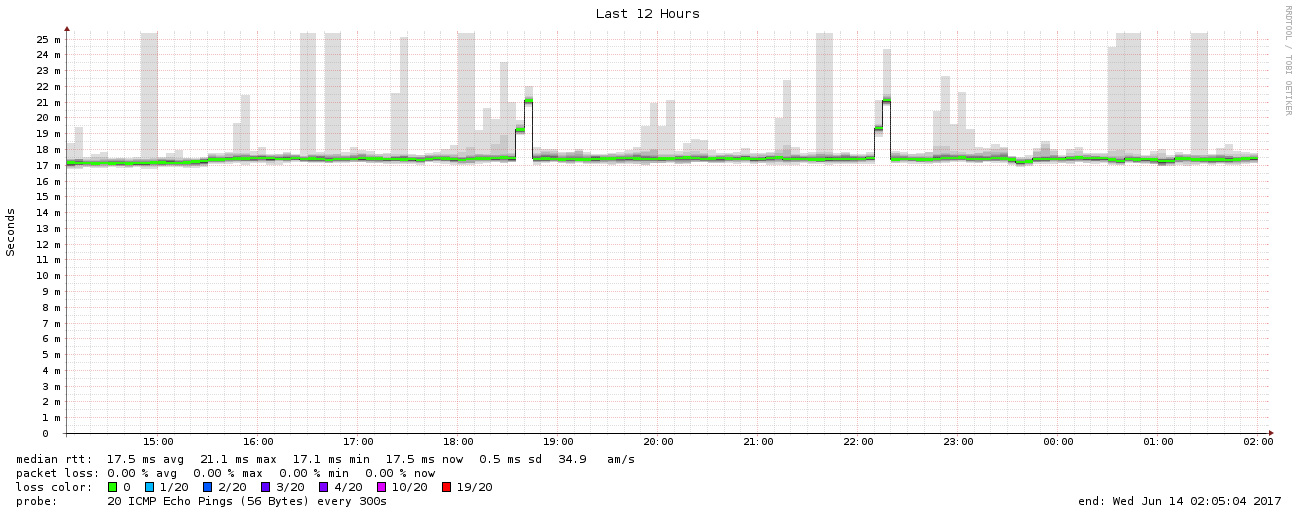 Last 12 Hours
RRDTOOL / TOBI OETIKER
Seconds
25 m
24 m
23 m
22 m
21 m
20 m
19 m
18 m
17 m
16 m
15 m
14 m
13 m
12 m
11 m
10 m
9 m
8 m
7 m
6 m
5 m
4 m
3 m
2 m
1 m
0
15:00 16:00 17:00 18:00 19:00 20:00 21:00 22:00 23:00 00:00 01:00 02:00
median rtt: 17.5 ms avg 21.1 ms max 17.1 ms min 17.5 ms now 0.5 ms sd 34.9 am/s
packet loss: 0.00 % avg 0.00 % max 0.00 % min 0.00 % now
loss color: 0 1/20 2/20 3/20 4/20 10/20 19/20
probe: 20 ICMP Echo Pings (56 Bytes) every 300s end: Wed Jun 14 02:05:04 2017